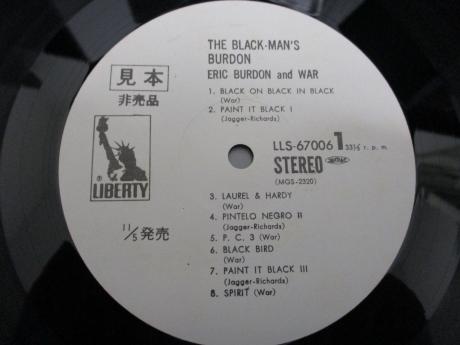 THE BLACK-MAN'S
BURDON
ERIC BURDON and WAR
見本
非売品
1. BLACK ON BLACK IN BLACK
(War)
2. PAINT IT BLACK I
(Jagger-Richards)
LLS-67006 1 33⅓ r. p. m.
STEREO
(MGS-2320)
® LIBERTY
11/5 発売
3. LAUREL & HARDY
(War)
4. PINTELO NEGRO II
(Jagger-Richards)
5. P. C. 3 (War)
6. BLACK BIRD
(War)
7. PAINT IT BLACK III
(Jagger-Richards)
8. SPIRIT (War)